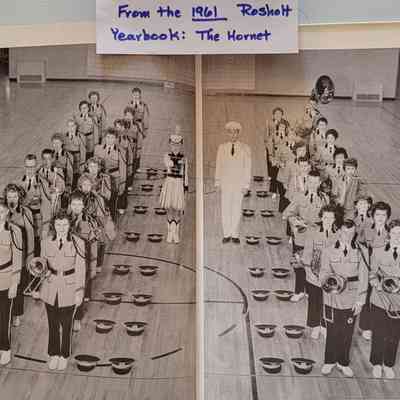 From the 1961 Rosholt
Yearbook: The Hornet